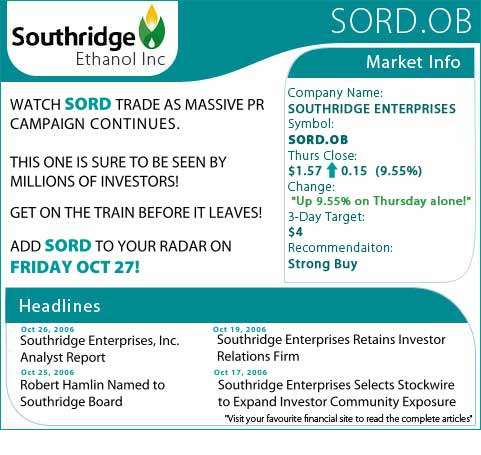 Southridge
Ethanol Inc
SORD.OB
Market Info
WATCH SORD TRADE AS MASSIVE PR
CAMPAIGN CONTINUES.
THIS ONE IS SURE TO BE SEEN BY
MILLIONS OF INVESTORS!
GET ON THE TRAIN BEFORE IT LEAVES!
ADD SORD TO YOUR RADAR ON
FRIDAY OCT 27!
Company Name:
SOUTHRIDGE ENTERPRISES
Symbol:
SORD.OB
Thurs Close:
$1.57 0.15 (9.55%)
Change:
"Up 9.55% on Thursday alone!"
3-Day Target:
$4
Recommendaiton:
Strong Buy
Headlines
Oct 26, 2006
Southridge Enterprises, Inc.
Analyst Report
Oct 25, 2006
Robert Hamlin Named to
Southridge Board
Oct 19, 2006
Southridge Enterprises Retains Investor
Relations Firm
Oct 17, 2006
Southridge Enterprises Selects Stockwire
to Expand Investor Community Exposure
"Visit your favourite financial site to read the complete articles"